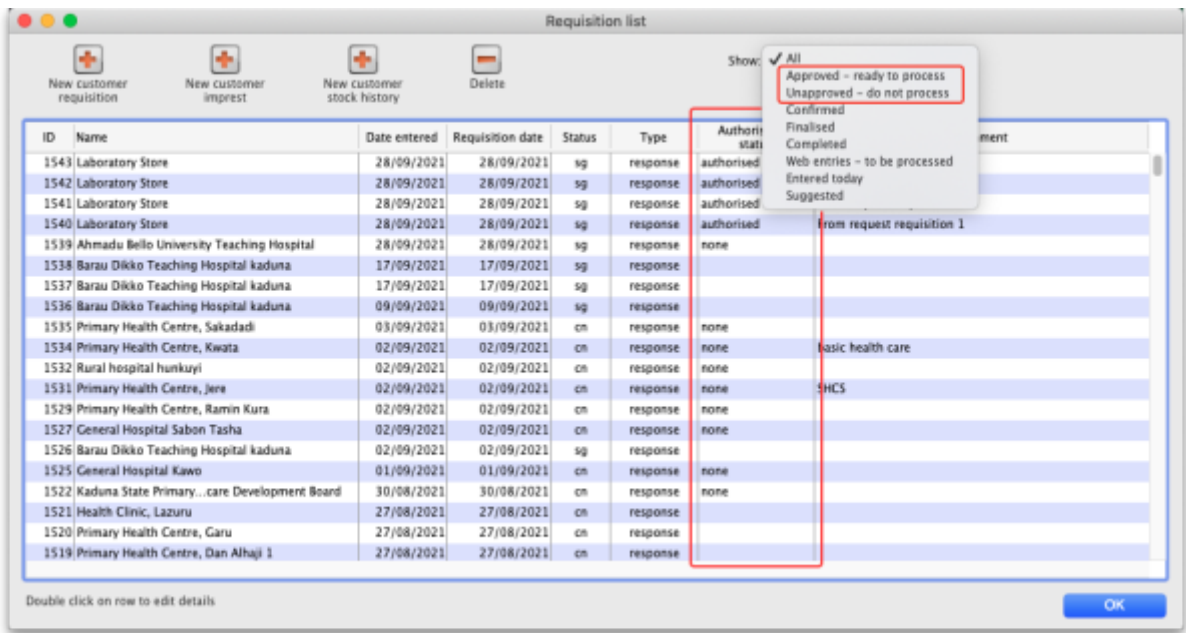 Requisition list
New customer requisition
New customer imprest
New customer stock history
Delete
Show: ✓ All
Approved – ready to process
Unapproved – do not process
Confirmed
Finalised
Completed
Web entries – to be processed
Entered today
Suggested
ID Name Date entered Requisition date Status Type
1543 Laboratory Store 28/09/2021 28/09/2021 sg response authorised
1542 Laboratory Store 28/09/2021 28/09/2021 sg response authorised
1541 Laboratory Store 28/09/2021 28/09/2021 sg response authorised
1540 Laboratory Store 28/09/2021 28/09/2021 sg response authorised From request requisition 1
1539 Ahmadu Bello University Teaching Hospital 28/09/2021 28/09/2021 sg response none
1538 Barau Dikko Teaching Hospital kaduna 17/09/2021 17/09/2021 sg response
1537 Barau Dikko Teaching Hospital kaduna 17/09/2021 17/09/2021 sg response
1536 Barau Dikko Teaching Hospital kaduna 09/09/2021 09/09/2021 sg response
1535 Primary Health Centre, Sakadadi 03/09/2021 03/09/2021 cn response none
1534 Primary Health Centre, Kwata 02/09/2021 02/09/2021 cn response none basic health care
1532 Rural hospital hunkuyi 02/09/2021 02/09/2021 cn response none
1531 Primary Health Centre, Jere 02/09/2021 02/09/2021 cn response none SHCS
1529 Primary Health Centre, Ramin Kura 02/09/2021 02/09/2021 cn response none
1527 General Hospital Sabon Tasha 02/09/2021 02/09/2021 cn response none
1526 Barau Dikko Teaching Hospital kaduna 02/09/2021 02/09/2021 sg response
1525 General Hospital Kawo 01/09/2021 01/09/2021 cn response none
1522 Kaduna State Primary...care Development Board 30/08/2021 30/08/2021 cn response none
1521 Health Clinic, Lazuru 27/08/2021 27/08/2021 cn response
1520 Primary Health Centre, Garu 27/08/2021 27/08/2021 cn response
1519 Primary Health Centre, Dan Alhaji 1 27/08/2021 27/08/2021 cn response
Double click on row to edit details
OK